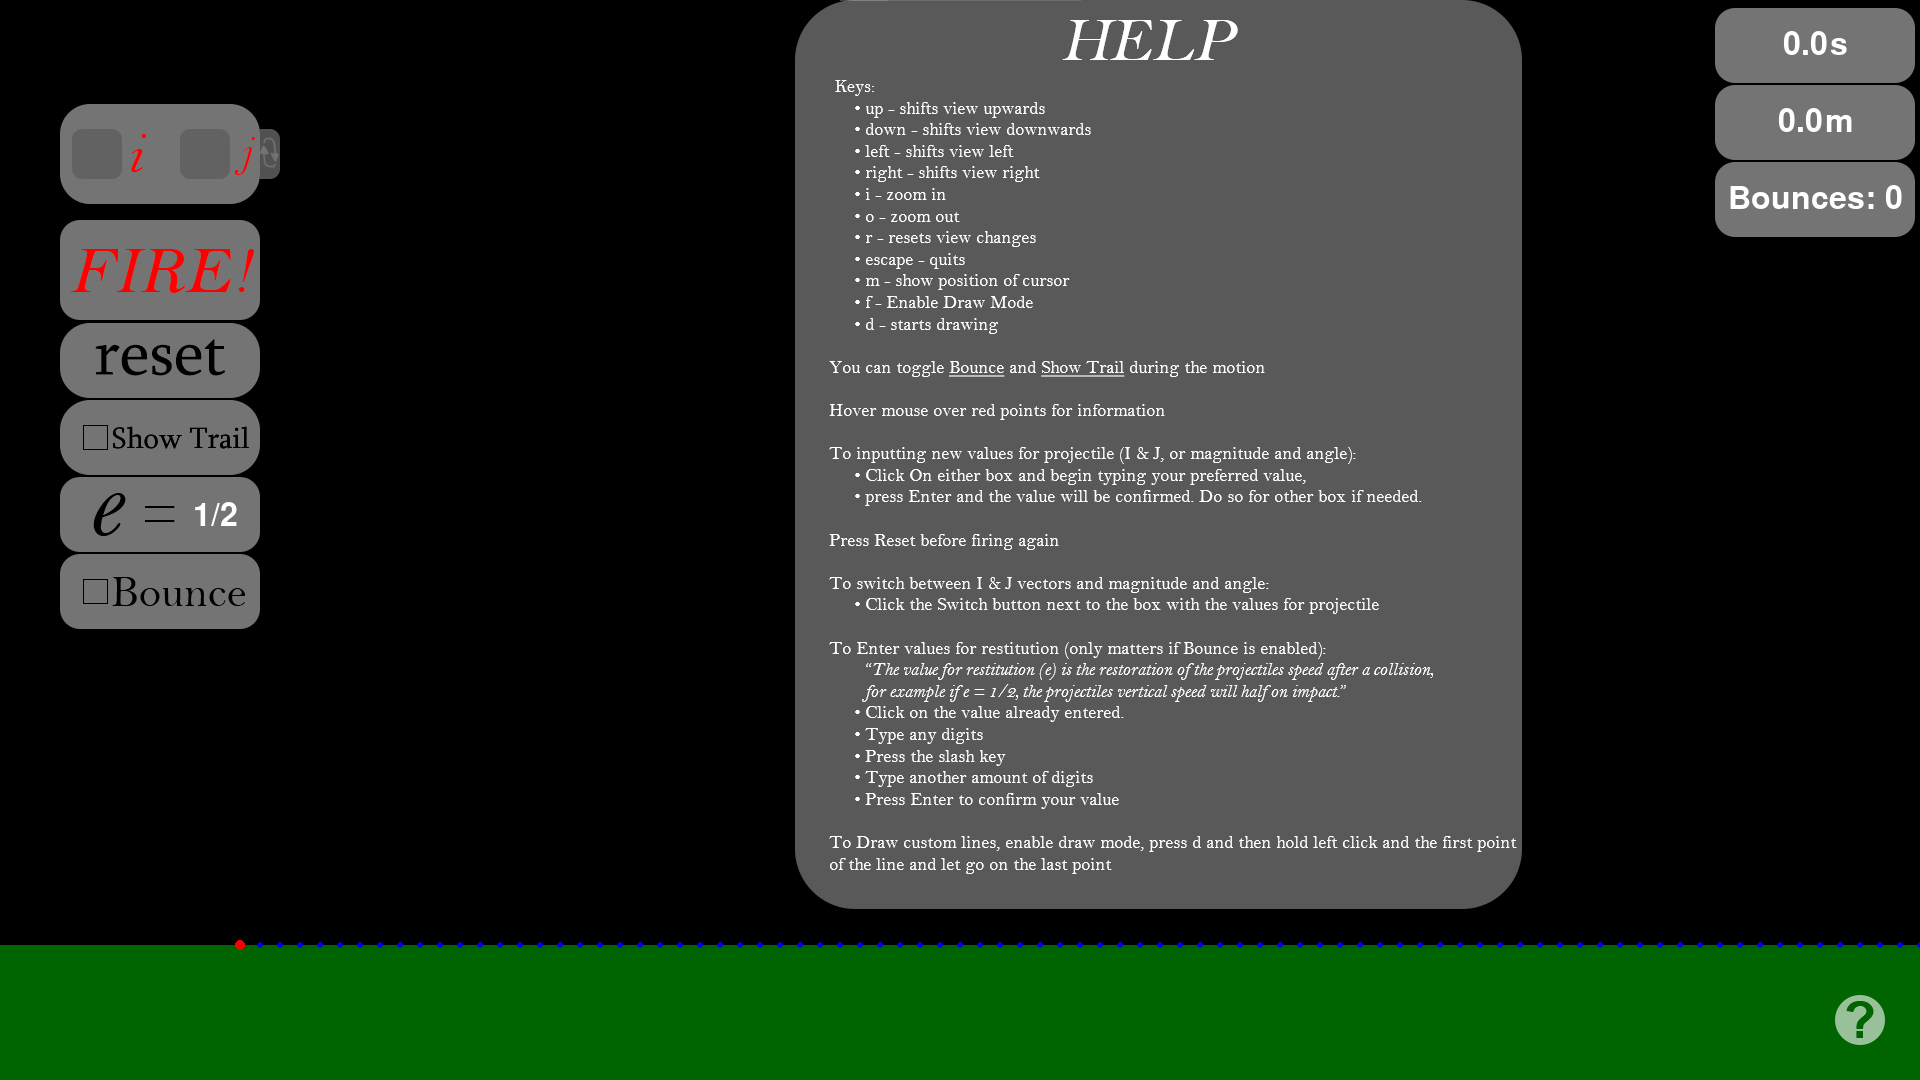 HELP
Keys:
• up - shifts view upwards
• down - shifts view downwards
• left - shifts view left
• right - shifts view right
• i - zoom in
• o - zoom out
• r - resets view changes
• escape - quits
• m - show position of cursor
• f - Enable Draw Mode
• d - starts drawing
You can toggle Bounce and Show Trail during the motion
Hover mouse over red points for information
To inputting new values for projectile (I & J, or magnitude and angle):
• Click On either box and begin typing your preferred value,
• press Enter and the value will be confirmed. Do so for other box if needed.
Press Reset before firing again
To switch between I & J vectors and magnitude and angle:
• Click the Switch button next to the box with the values for projectile
To Enter values for restitution (only matters if Bounce is enabled):
“The value for restitution (e) is the restoration of the projectiles speed after a collision,
for example if e = 1/2, the projectiles vertical speed will half on impact.”
• Click on the value already entered.
• Type any digits
• Press the slash key
• Type another amount of digits
• Press Enter to confirm your value
To Draw custom lines, enable draw mode, press d and then hold left click and the first point
of the line and let go on the last point
i j
FIRE!
reset
Show Trail
e = 1/2
Bounce
0.0s
0.0m
Bounces: 0
?